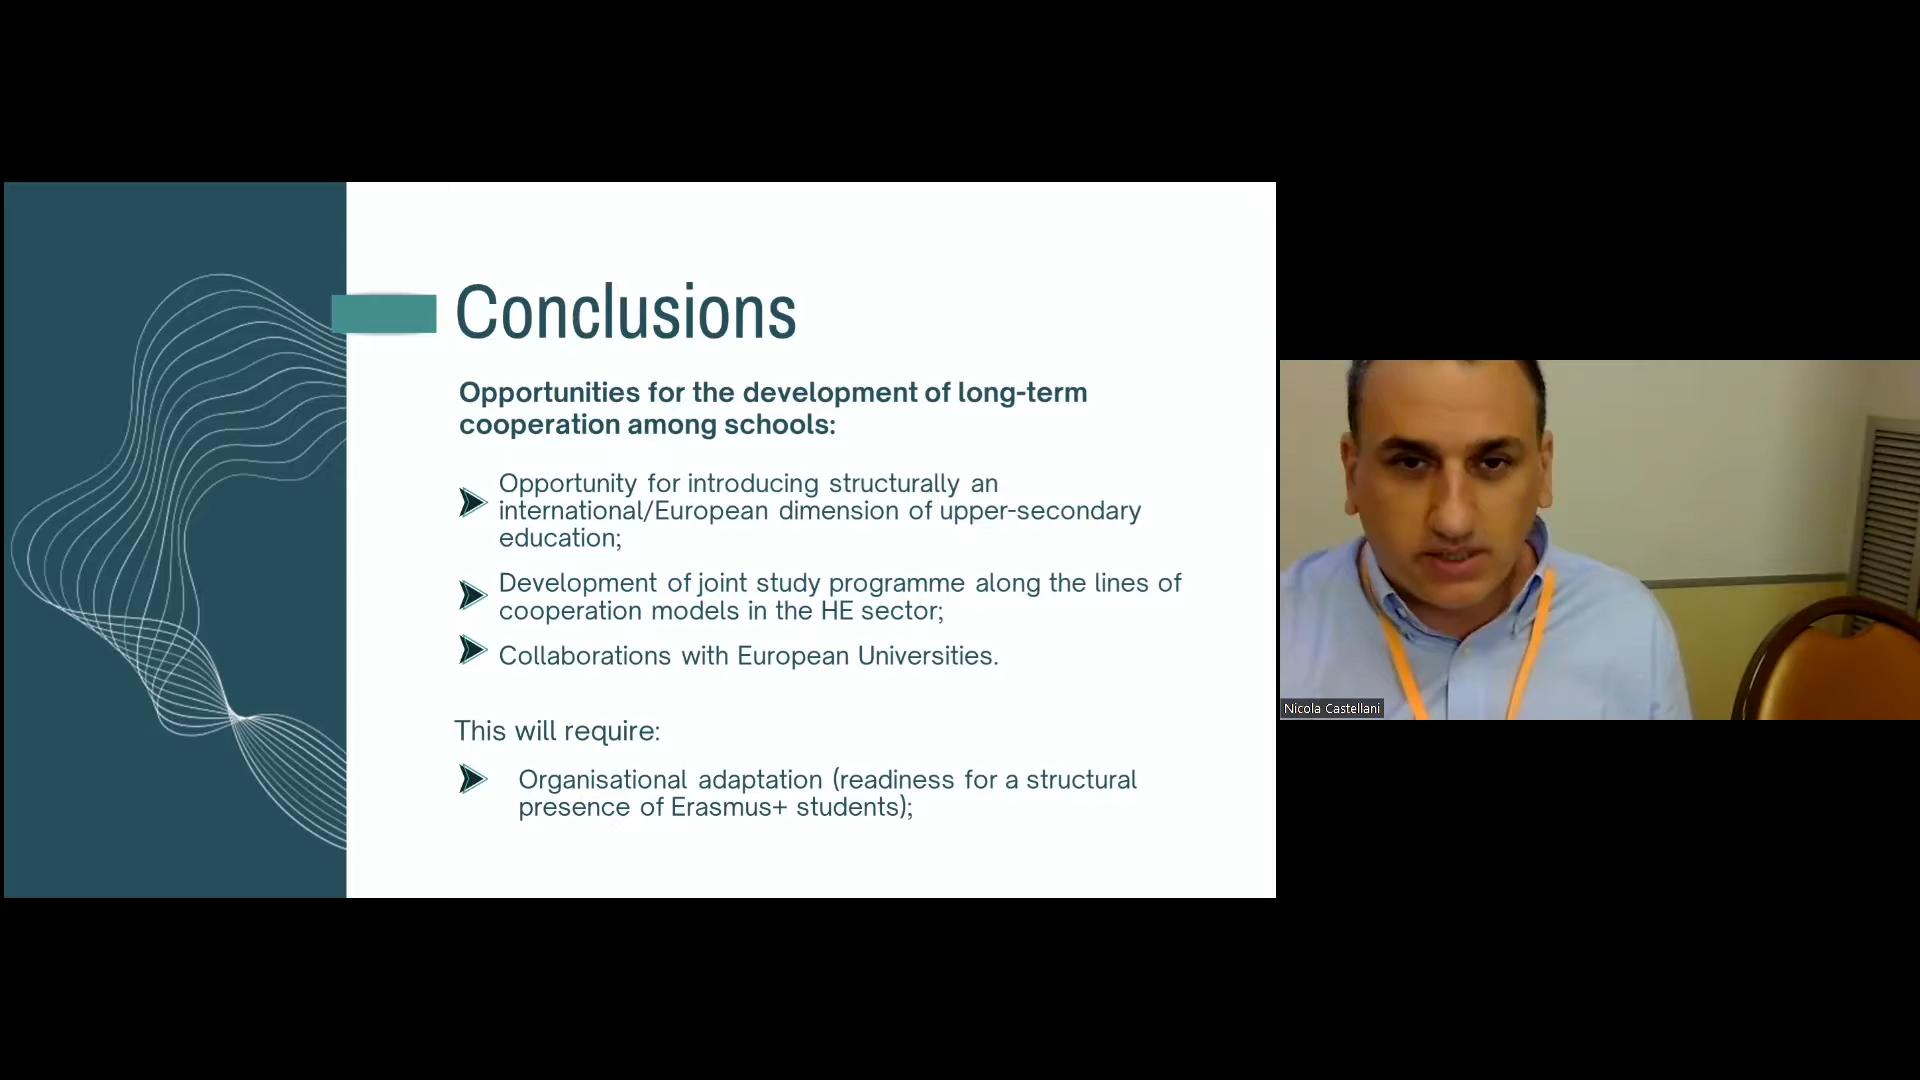 Conclusions
Opportunities for the development of long-term
cooperation among schools:
Opportunity for introducing structurally an
international/European dimension of upper-secondary
education;
Development of joint study programme along the lines of
cooperation models in the HE sector;
Collaborations with European Universities.
This will require:
Organisational adaptation (readiness for a structural
presence of Erasmus+ students);
Nicola Castellani